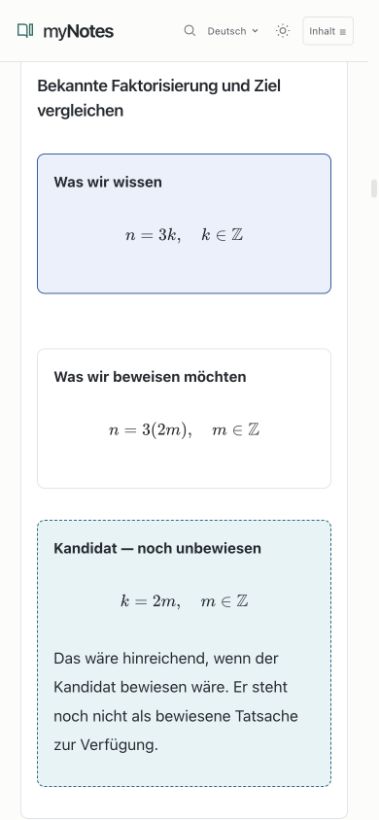 myNotes
Deutsch
Inhalt
Bekannte Faktorisierung und Ziel
vergleichen
Was wir wissen
n = 3k, k ∈ ℤ
Was wir beweisen möchten
n = 3(2m), m ∈ ℤ
Kandidat — noch unbewiesen
k = 2m, m ∈ ℤ
Das wäre hinreichend, wenn der
Kandidat bewiesen wäre. Er steht
noch nicht als bewiesene Tatsache
zur Verfügung.